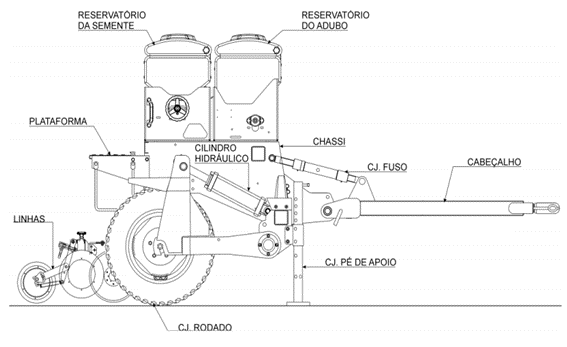 RESERVATÓRIO
DA SEMENTE
RESERVATÓRIO
DO ADUBO
PLATAFORMA
CILINDRO
HIDRÁULICO
CHASSI
CJ. FUSO
CABEÇALHO
LINHAS
CJ. PÉ DE APOIO
CJ. RODADO